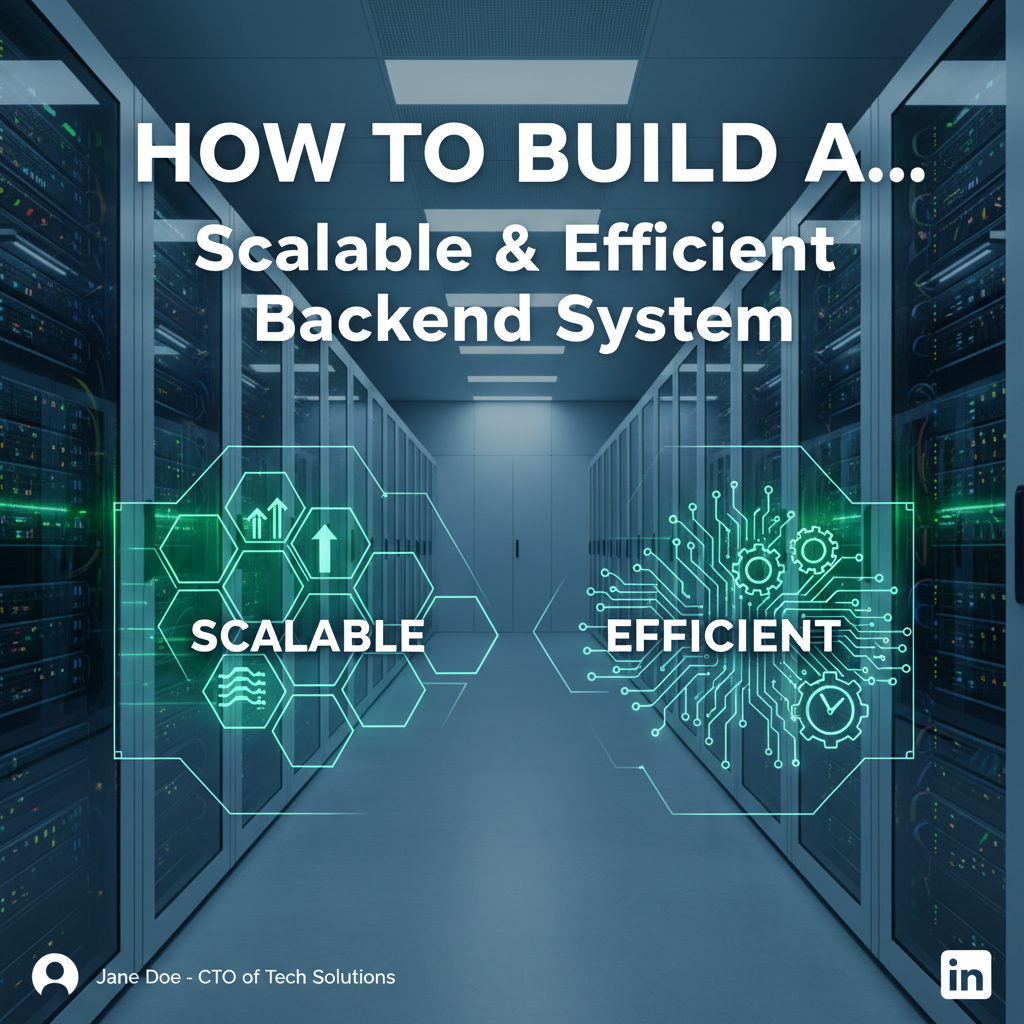 HOW TO BUILD A...
Scalable & Efficient
Backend System
SCALABLE
EFFICIENT
Jane Doe - CTO of Tech Solutions
in